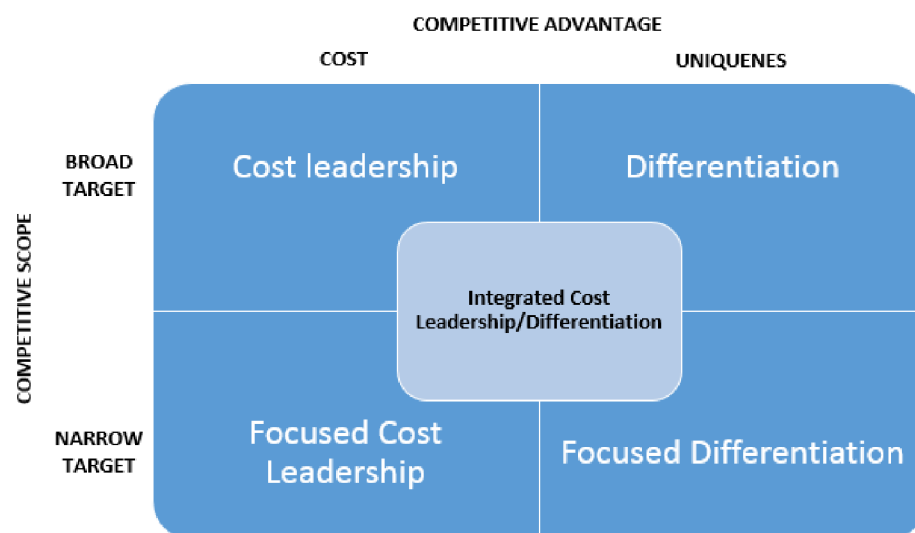 COMPETITIVE ADVANTAGE
COST
UNIQUENES
BROAD
TARGET
Cost leadership
Differentiation
COMPETITIVE SCOPE
Integrated Cost
Leadership/Differentiation
NARROW
TARGET
Focused Cost
Leadership
Focused Differentiation